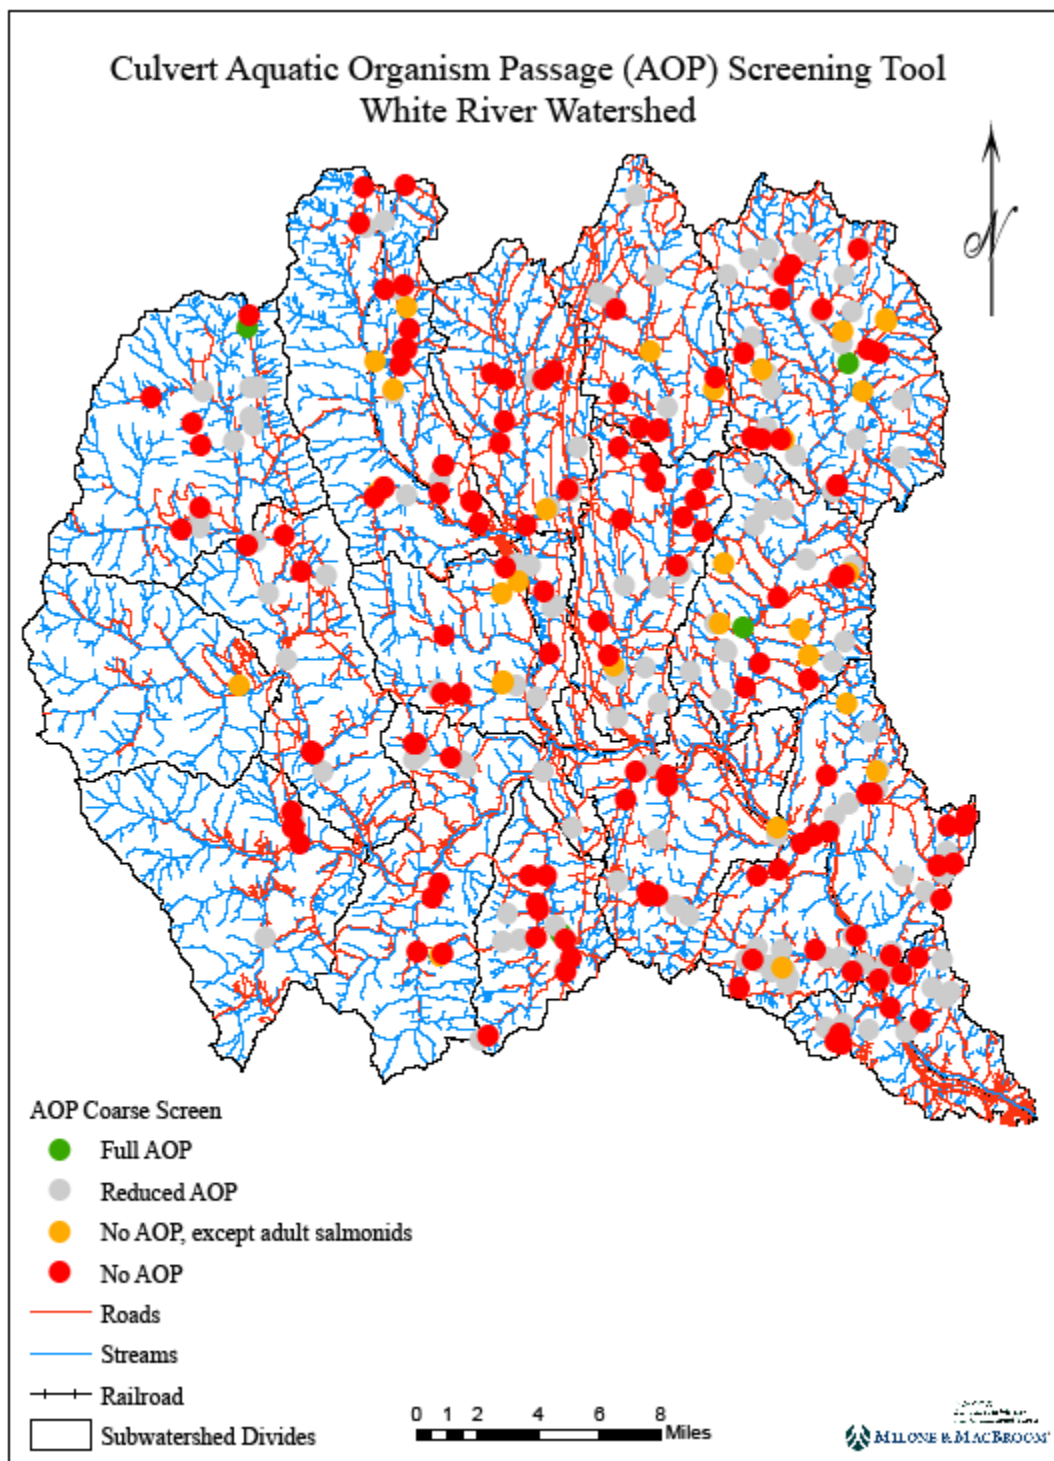 Culvert Aquatic Organism Passage (AOP) Screening Tool
White River Watershed
N
AOP Coarse Screen
Full AOP
Reduced AOP
No AOP, except adult salmonids
No AOP
Roads
Streams
Railroad
Subwatershed Divides
0 1 2 4 6 8
Miles
MILONE & MACBROOM